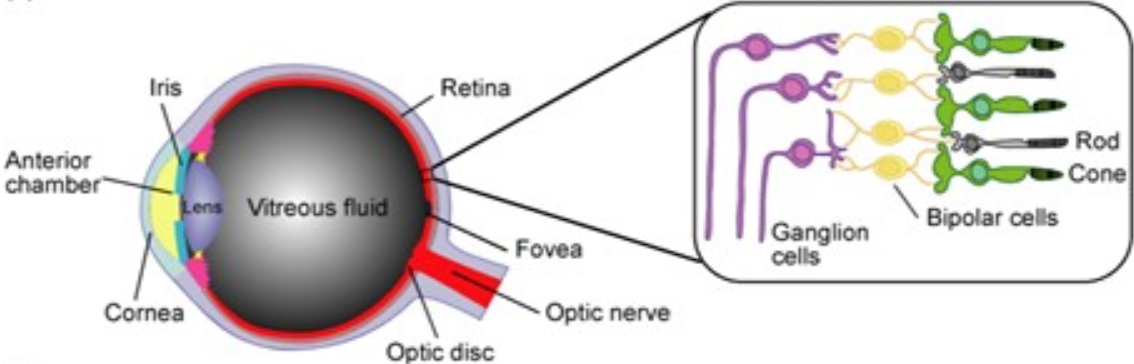 Iris
Retina
Anterior
chamber
Lens
Vitreous fluid
Fovea
Cornea
Optic nerve
Optic disc
Rod
Cone
Bipolar cells
Ganglion
cells